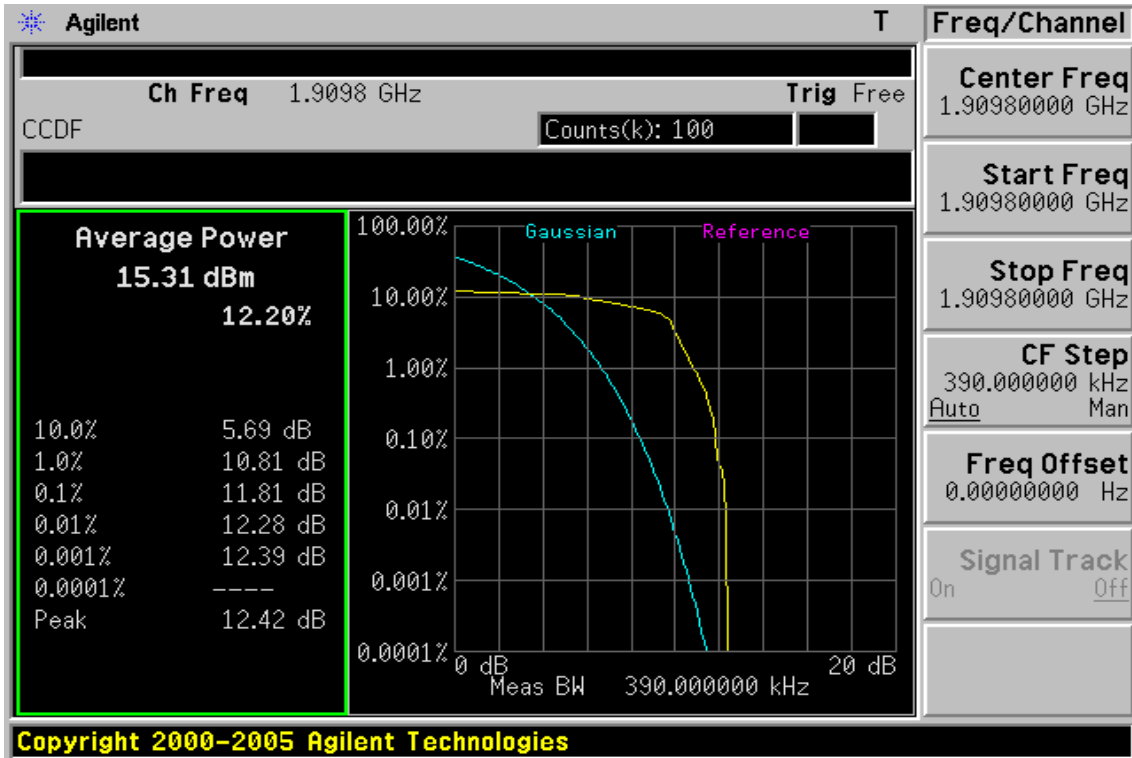 Agilent T Freq/Channel
Ch Freq 1.9098 GHz Trig Free
CCDF Counts(k): 100
Average Power
15.31 dBm
12.20%
10.0% 5.69 dB
1.0% 10.81 dB
0.1% 11.81 dB
0.01% 12.28 dB
0.001% 12.39 dB
0.0001% ----
Peak 12.42 dB
Gaussian Reference
100.00%
10.00%
1.00%
0.10%
0.01%
0.001%
0.0001%
0 dB 20 dB
Meas BW 390.000000 kHz
Center Freq
1.90980000 GHz
Start Freq
1.90980000 GHz
Stop Freq
1.90980000 GHz
CF Step
390.000000 kHz
Auto Man
Freq Offset
0.00000000 Hz
Signal Track
On Off
Copyright 2000-2005 Agilent Technologies